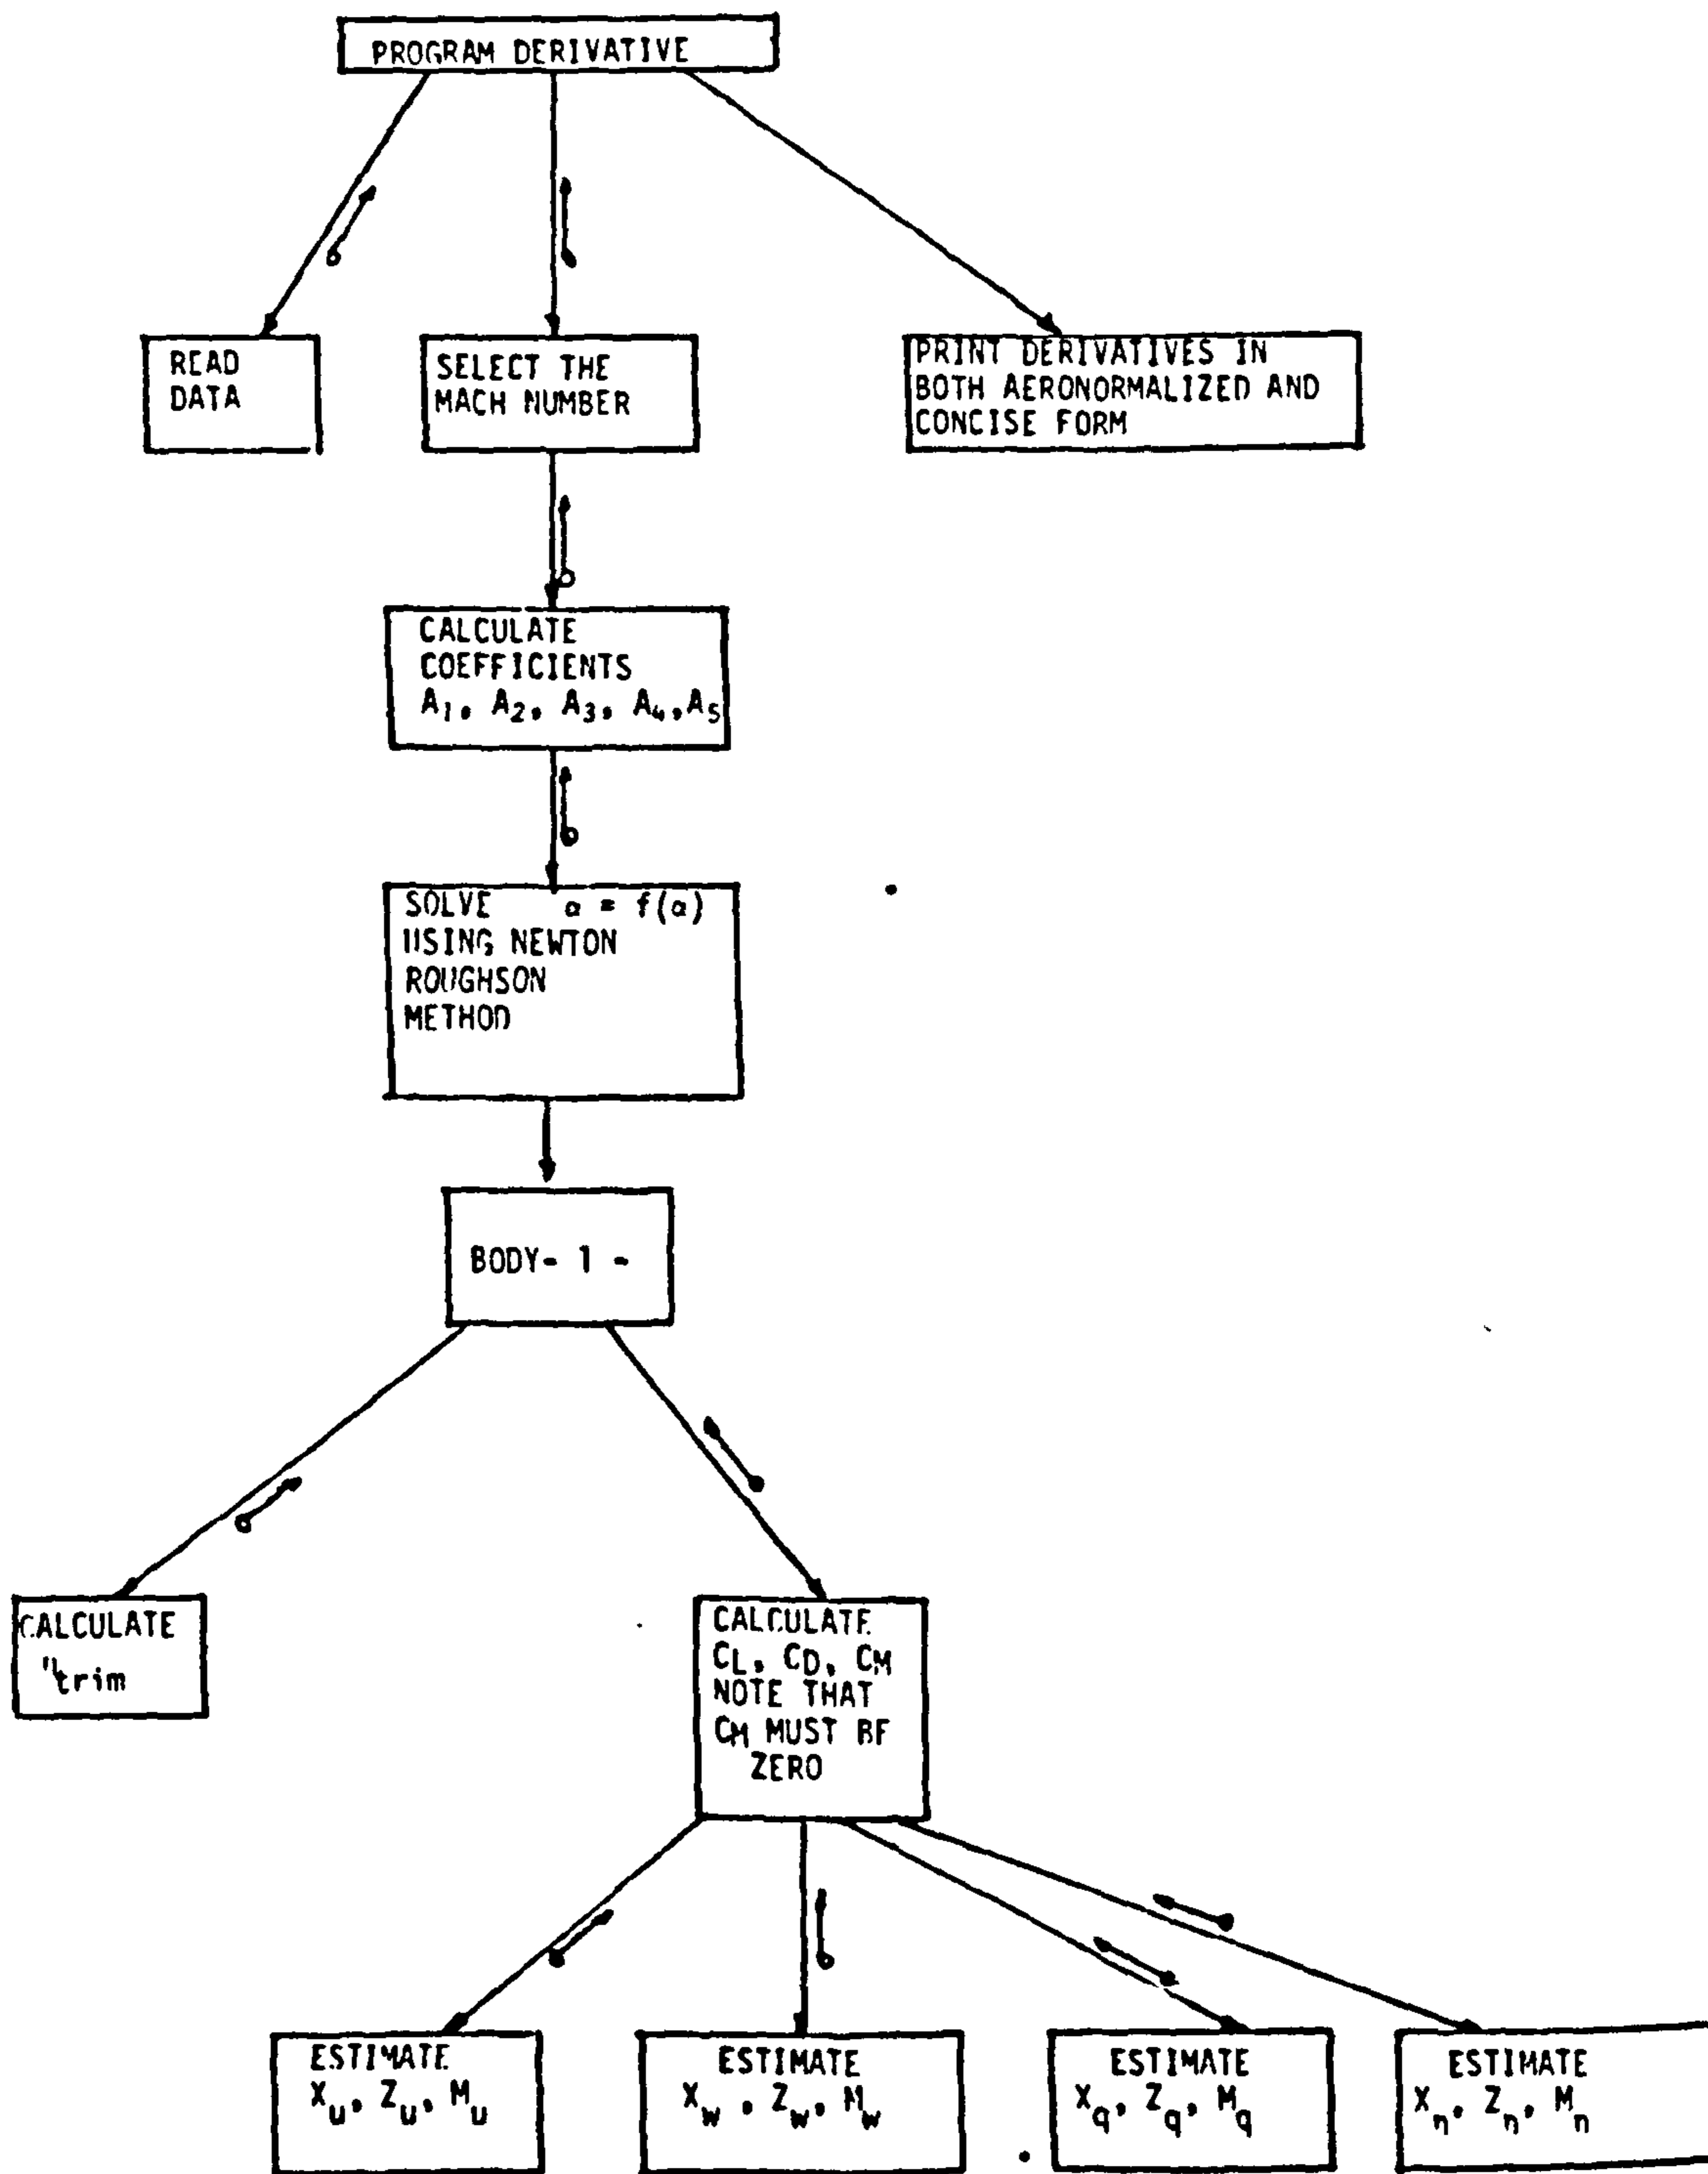 PROGRAM DERIVATIVE
READ
DATA
SELECT THE
MACH NUMBER
PRINT DERIVATIVES IN
BOTH AERONORMALIZED AND
CONCISE FORM
CALCULATE
COEFFICIENTS
A₁, A₂, A₃, A₄, A₅
SOLVE α = f(α)
USING NEWTON
ROUGHSON
METHOD
BODY- 1 -
CALCULATE
ηtrim
CALCULATE
CL, CD, CM
NOTE THAT
CM MUST BE
ZERO
ESTIMATE
Xu, Zu, Mu
ESTIMATE
Xw, Zw, Mw
ESTIMATE
Xq, Zq, Mq
ESTIMATE
Xη, Zη, Mη